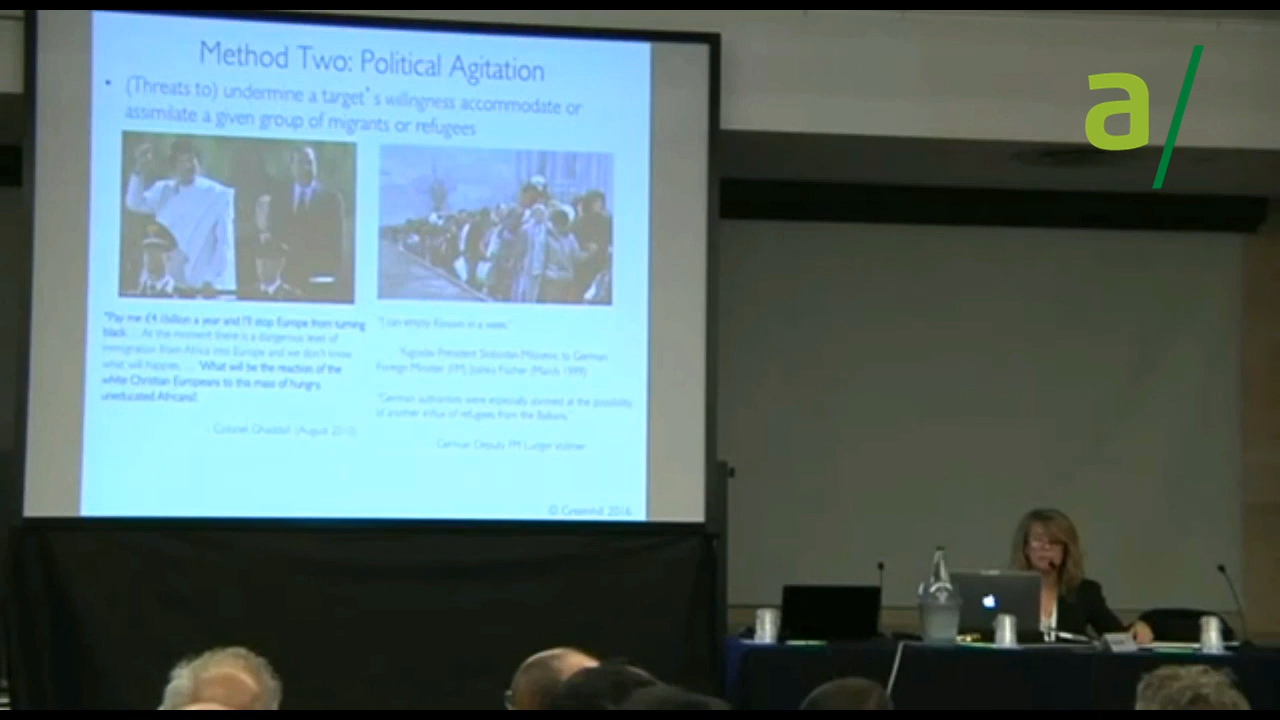 a/
Method Two: Political Agitation
• (Threats to) undermine a target's willingness accommodate or
assimilate a given group of migrants or refugees
"Pay me £4 billion a year and I'll stop Europe from turning
black ... At the moment there is a dangerous level of
immigration from Africa into Europe and we don't know
what will happen. ... "What will be the reaction of the
white Christian Europeans to this mass of hungry,
uneducated Africans?
Colonel Ghaddafi (August 2010)
"I can empty Kosovo in a week."
Yugoslav President Slobodan Milosevic to German
Foreign Minister (FM) Joshka Fischer (March 1999)
"German authorities were especially alarmed at the possibility
of another influx of refugees from the Balkans."
German Deputy FM Ludger Volmer
© Greenhill 2016